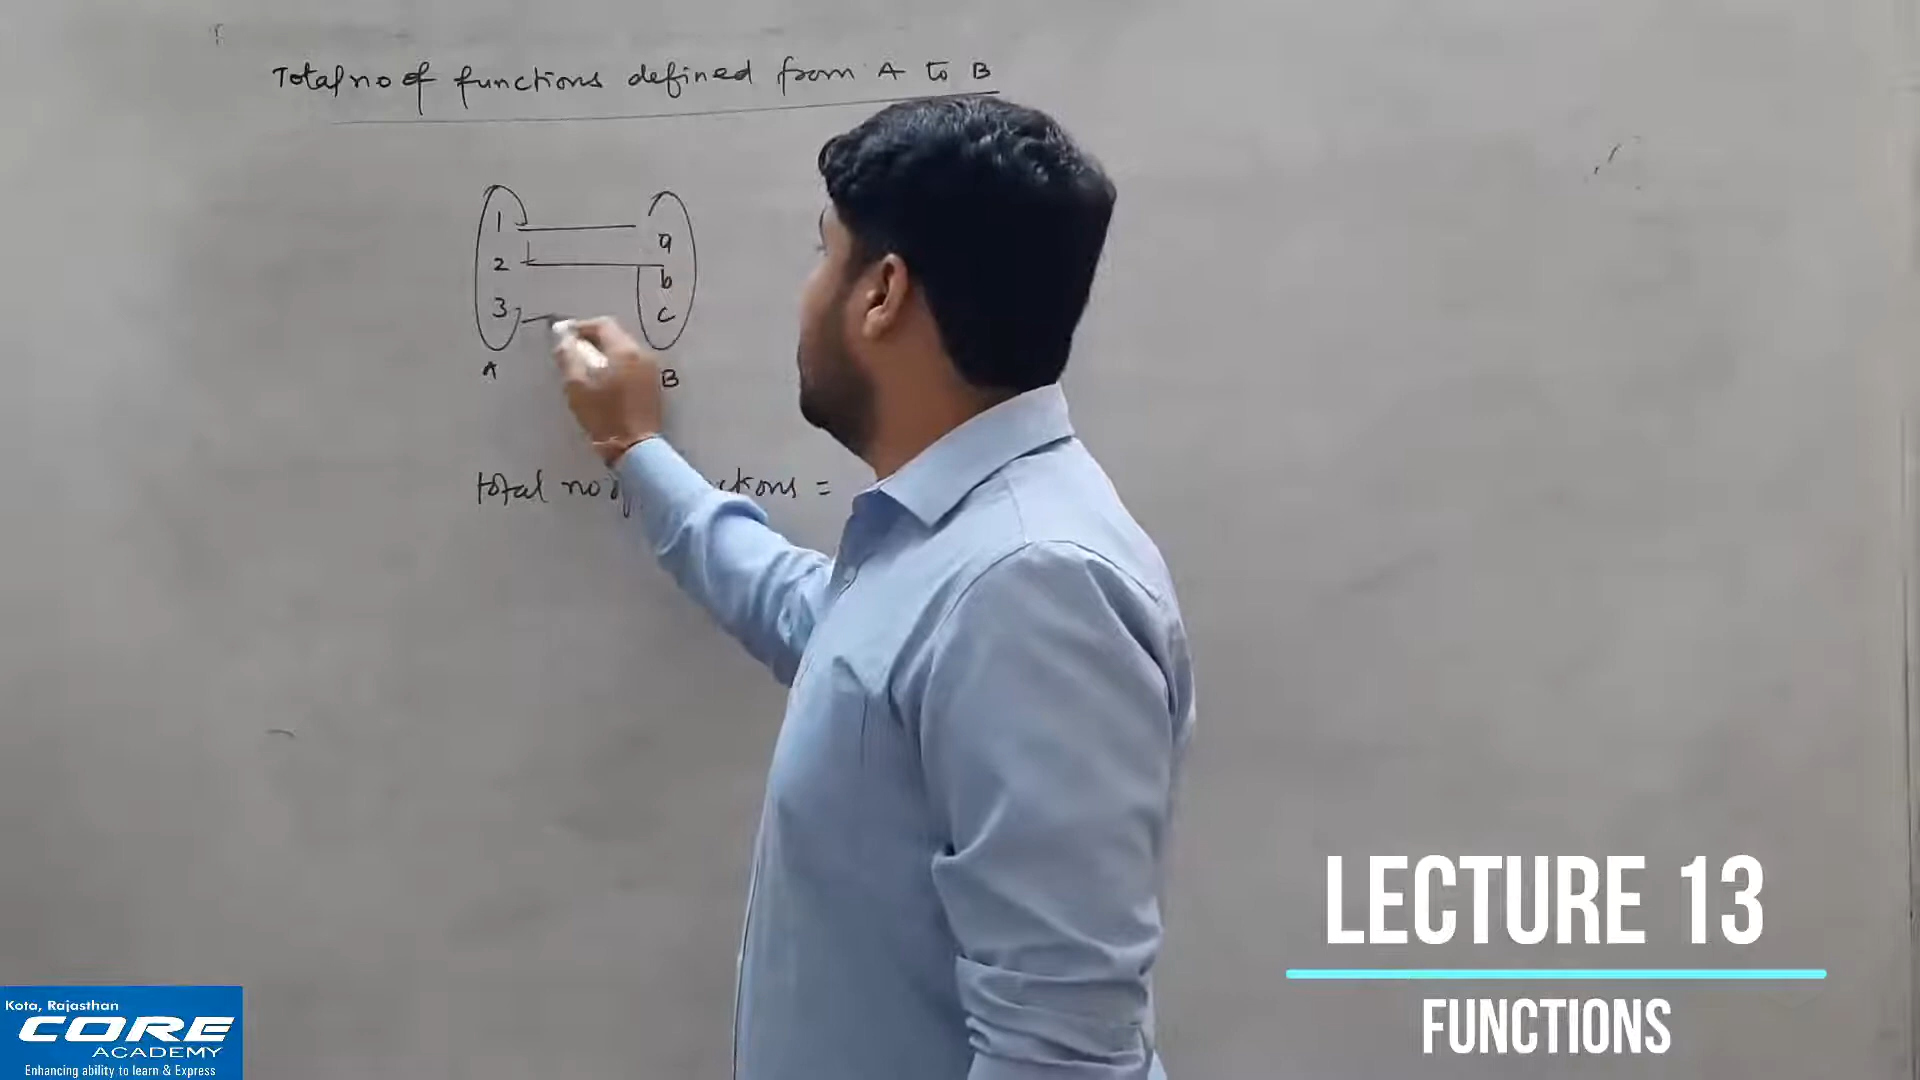 Total no of functions defined from A to B
1
a
2
b
3
c
A
B
total no of =
LECTURE 13
FUNCTIONS
Kota, Rajasthan
CORE
ACADEMY
Enhancing ability to learn & Express